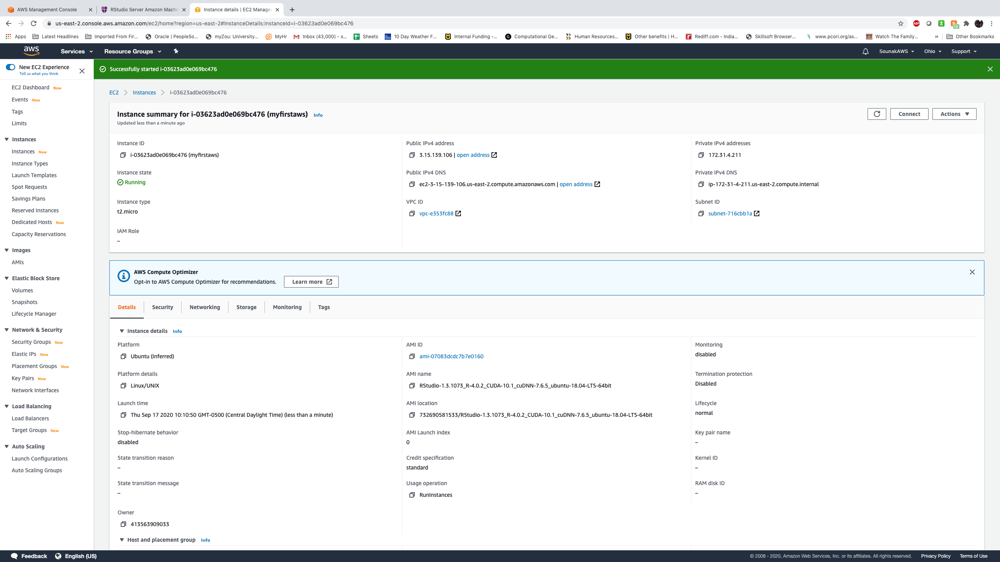 AWS Management Console
RStudio Server Amazon Machi
Instance details | EC2 Manage
us-east-2.console.aws.amazon.com/ec2/home?region=us-east-2#InstanceDetails:instanceId=i-03623ad0e069bc476
ABP
13
Apps
Latest Headlines
Imported From Fir...
Oracle | PeopleSo...
myZou: University...
MyHr
Inbox (43,000) - s...
Sheets
10 Day Weather F...
Internal Funding -...
Computational Ge...
Human Resources...
Other benefits | H...
Rediff.com - India...
Skillsoft Browser...
www.pcori.org/as...
Watch The Family...
»
Other Bookmarks
aws
Services
Resource Groups
SounakAWS
Ohio
Support
New EC2 Experience
Tell us what you think
Successfully started i-03623ad0e069bc476
EC2 Dashboard New
Events New
Tags
Limits
Instances
Instances New
Instance Types
Launch Templates
Spot Requests
Savings Plans
Reserved Instances
Dedicated Hosts New
Capacity Reservations
Images
AMIs
Elastic Block Store
Volumes
Snapshots
Lifecycle Manager
Network & Security
Security Groups New
Elastic IPs New
Placement Groups New
Key Pairs New
Network Interfaces
Load Balancing
Load Balancers
Target Groups New
Auto Scaling
Launch Configurations
Auto Scaling Groups
EC2 > Instances > i-03623ad0e069bc476
Instance summary for i-03623ad0e069bc476 (myfirstaws) Info
Updated less than a minute ago
Connect
Actions
Instance ID
i-03623ad0e069bc476 (myfirstaws)
Instance state
Running
Instance type
t2.micro
IAM Role
–
Public IPv4 address
3.15.139.106 | open address
Public IPv4 DNS
ec2-3-15-139-106.us-east-2.compute.amazonaws.com | open address
VPC ID
vpc-e353fc88
Private IPv4 addresses
172.31.4.211
Private IPv4 DNS
ip-172-31-4-211.us-east-2.compute.internal
Subnet ID
subnet-716cbb1a
AWS Compute Optimizer
Opt-in to AWS Compute Optimizer for recommendations.
Learn more
Details
Security
Networking
Storage
Monitoring
Tags
Instance details Info
Platform
Ubuntu (Inferred)
Platform details
Linux/UNIX
Launch time
Thu Sep 17 2020 10:10:50 GMT-0500 (Central Daylight Time) (less than a minute)
Stop-hibernate behavior
disabled
State transition reason
–
State transition message
–
Owner
413563909033
AMI ID
ami-07083dcdc7b7e0160
AMI name
RStudio-1.3.1073_R-4.0.2_CUDA-10.1_cuDNN-7.6.5_ubuntu-18.04-LTS-64bit
AMI location
732690581533/RStudio-1.3.1073_R-4.0.2_CUDA-10.1_cuDNN-7.6.5_ubuntu-18.04-LTS-64bit
AMI Launch index
0
Credit specification
standard
Usage operation
RunInstances
Monitoring
disabled
Termination protection
Disabled
Lifecycle
normal
Key pair name
–
Kernel ID
–
RAM disk ID
–
Host and placement group Info
Feedback
English (US)
© 2008 - 2020, Amazon Web Services, Inc. or its affiliates. All rights reserved.
Privacy Policy
Terms of Use